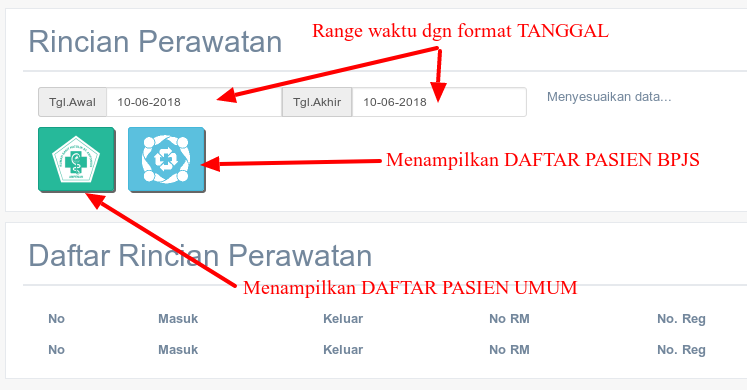 Rincian Perawatan
Range waktu dgn format TANGGAL
Tgl.Awal 10-06-2018 Tgl.Akhir 10-06-2018 Menyesuaikan data...
Menampilkan DAFTAR PASIEN BPJS
Daftar Rincian Perawatan
Menampilkan DAFTAR PASIEN UMUM
No Masuk Keluar No RM No. Reg
No Masuk Keluar No RM No. Reg